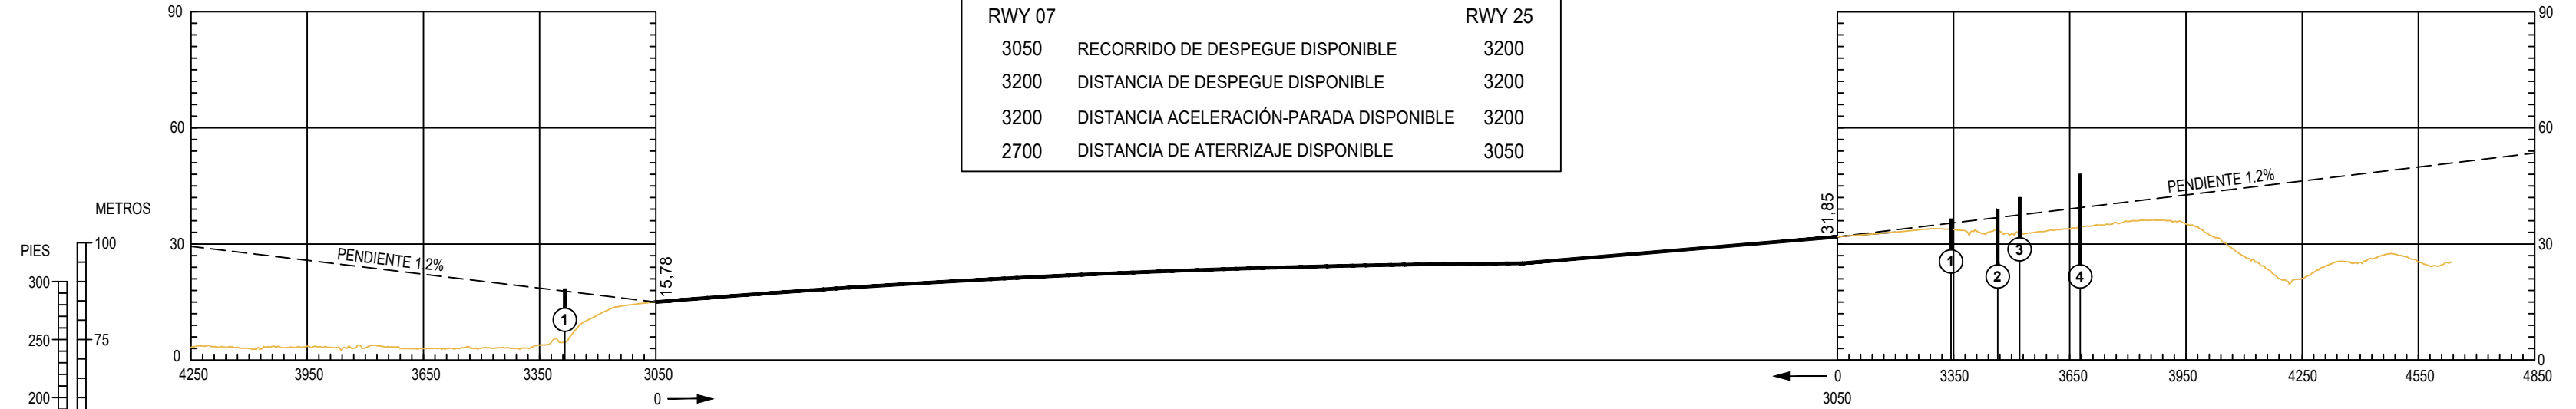 90
60
30
0
4250 3950 3650 3350 3050
0
PENDIENTE 1.2%
15,78
1
METROS
PIES
100
75
300
250
200
RWY 07 RWY 25
3050 RECORRIDO DE DESPEGUE DISPONIBLE 3200
3200 DISTANCIA DE DESPEGUE DISPONIBLE 3200
3200 DISTANCIA ACELERACIÓN-PARADA DISPONIBLE 3200
2700 DISTANCIA DE ATERRIZAJE DISPONIBLE 3050
31,85
PENDIENTE 1.2%
1
2
3
4
90
60
30
0
0 3350 3650 3950 4250 4550 4850
3050